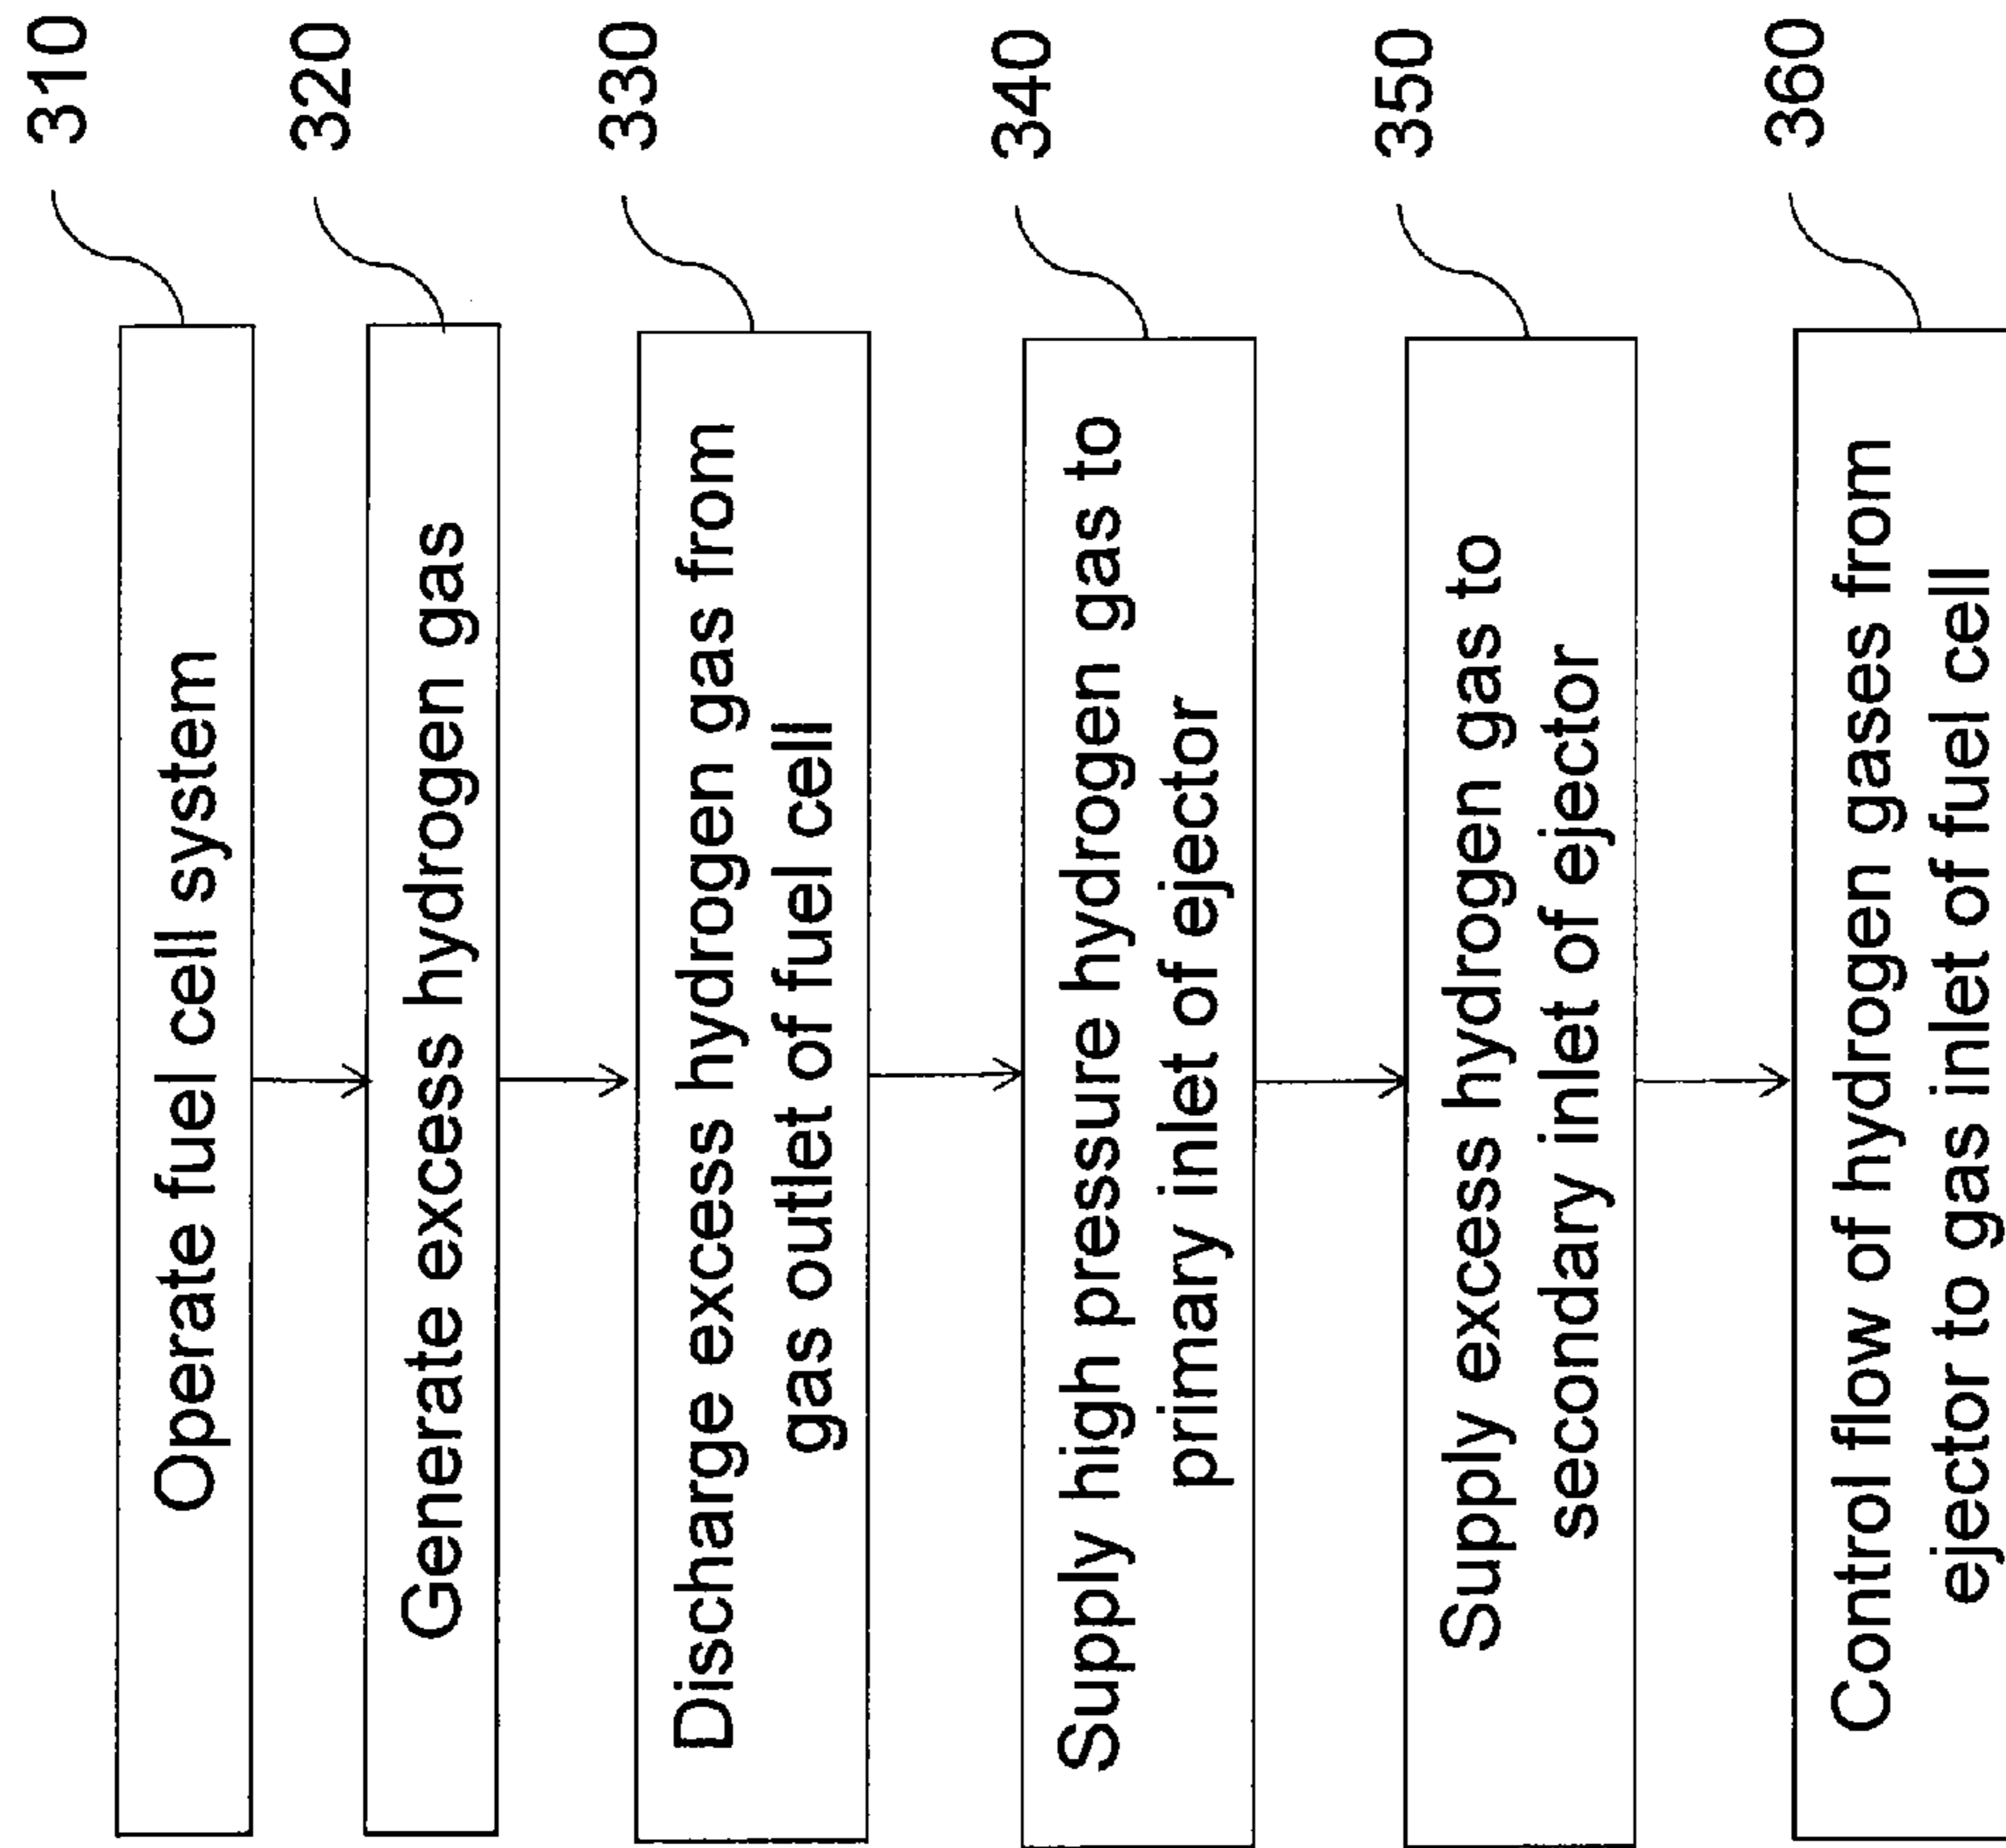 Operate fuel cell system
310
Generate excess hydrogen gas
320
Discharge excess hydrogen gas from
gas outlet of fuel cell
330
Supply high pressure hydrogen gas to
primary inlet of ejector
340
Supply excess hydrogen gas to
secondary inlet of ejector
350
Control flow of hydrogen gases from
ejector to gas inlet of fuel cell
360